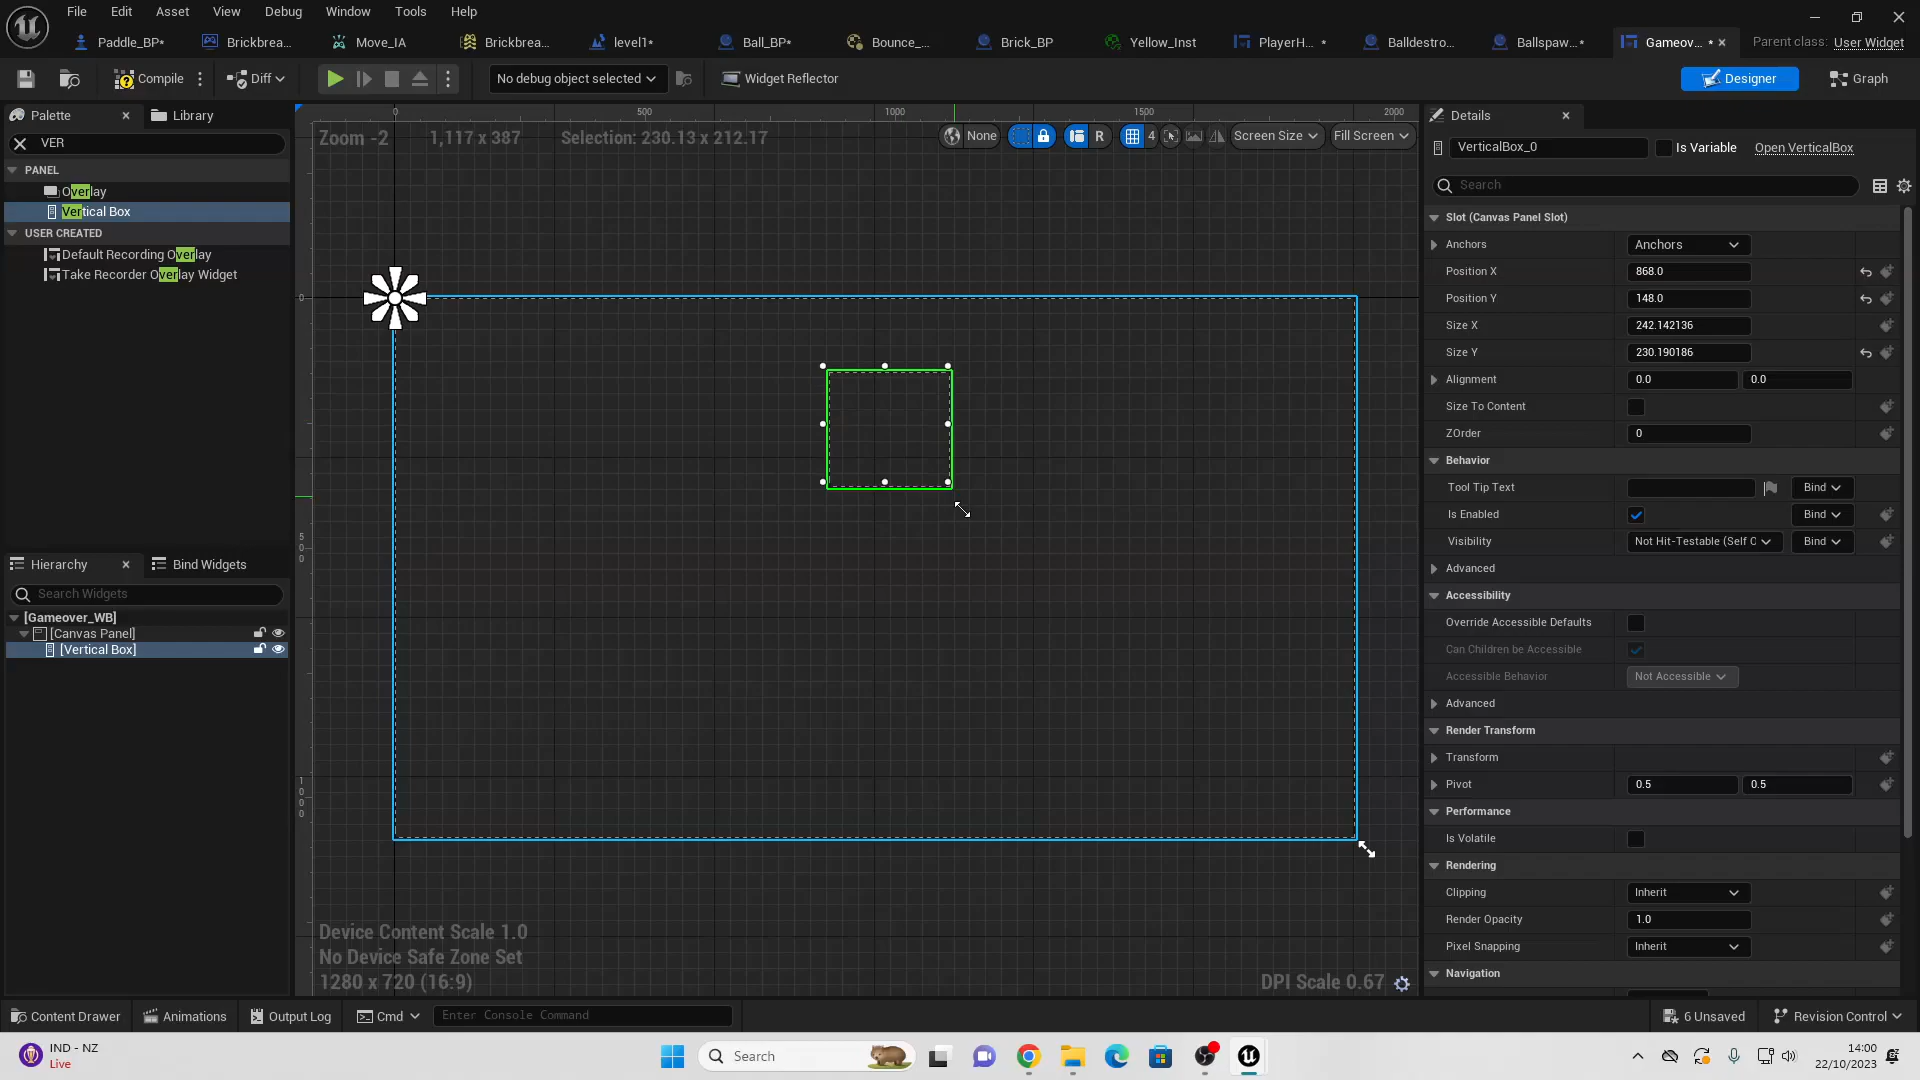 File Edit Asset View Debug Window Tools Help
Paddle_BP* Brickbrea... Move_IA Brickbrea... level1* Ball_BP* Bounce_... Brick_BP Yellow_Inst PlayerH... * Balldestro... Ballspaw...* Gameov... * Parent class: User Widget
Compile Diff No debug object selected Widget Reflector Designer Graph
Palette Library
VER
PANEL
Overlay
Vertical Box
USER CREATED
Default Recording Overlay
Take Recorder Overlay Widget
Hierarchy Bind Widgets
Search Widgets
[Gameover_WB]
[Canvas Panel]
[Vertical Box]
0 500 1000 1500 2000
Zoom -2 1,117 x 387 Selection: 230.13 x 212.17 None R 4 Screen Size Fill Screen
0
500
1000
Device Content Scale 1.0
No Device Safe Zone Set
1280 x 720 (16:9) DPI Scale 0.67
Details
VerticalBox_0 Is Variable Open VerticalBox
Search
Slot (Canvas Panel Slot)
Anchors Anchors
Position X 868.0
Position Y 148.0
Size X 242.142136
Size Y 230.190186
Alignment 0.0 0.0
Size To Content
ZOrder 0
Behavior
Tool Tip Text Bind
Is Enabled Bind
Visibility Not Hit-Testable (Self C Bind
Advanced
Accessibility
Override Accessible Defaults
Can Children be Accessible
Accessible Behavior Not Accessible
Advanced
Render Transform
Transform
Pivot 0.5 0.5
Performance
Is Volatile
Rendering
Clipping Inherit
Render Opacity 1.0
Pixel Snapping Inherit
Navigation
Content Drawer Animations Output Log Cmd Enter Console Command 6 Unsaved Revision Control
IND - NZ
Live
Search
14:00
22/10/2023